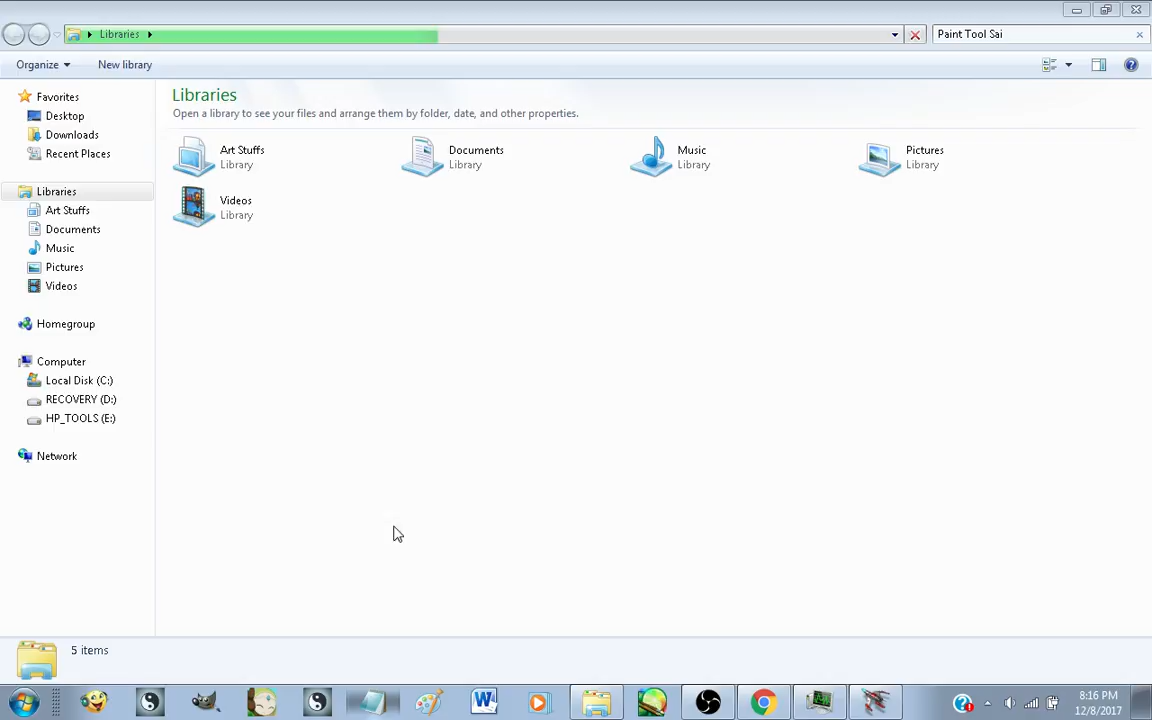 Libraries
Paint Tool Sai
Organize
New library
Favorites
Desktop
Downloads
Recent Places
Libraries
Art Stuffs
Documents
Music
Pictures
Videos
Homegroup
Computer
Local Disk (C:)
RECOVERY (D:)
HP_TOOLS (E:)
Network
Libraries
Open a library to see your files and arrange them by folder, date, and other properties.
Art Stuffs
Library
Documents
Library
Music
Library
Pictures
Library
Videos
Library
5 items
8:16 PM
12/8/2017